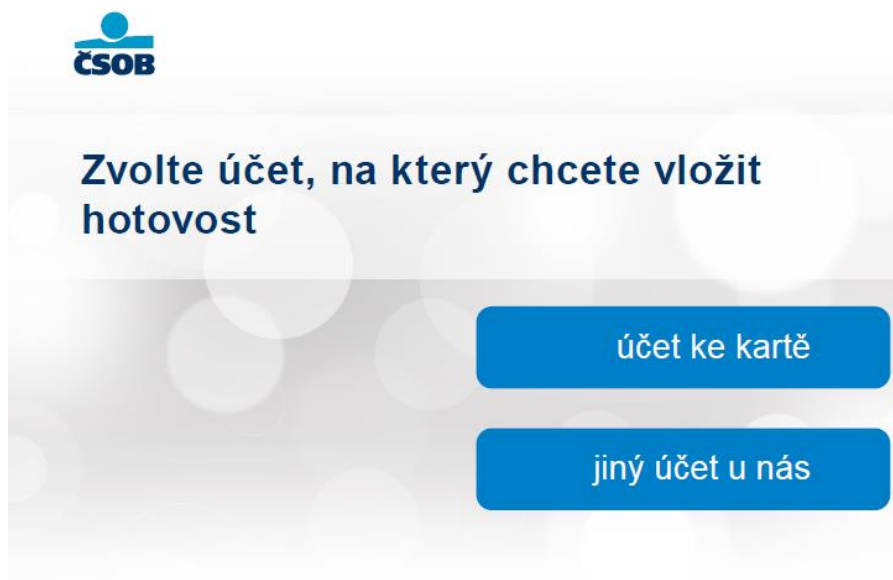 ČSOB
Zvolte účet, na který chcete vložit
hotovost
účet ke kartě
jiný účet u nás